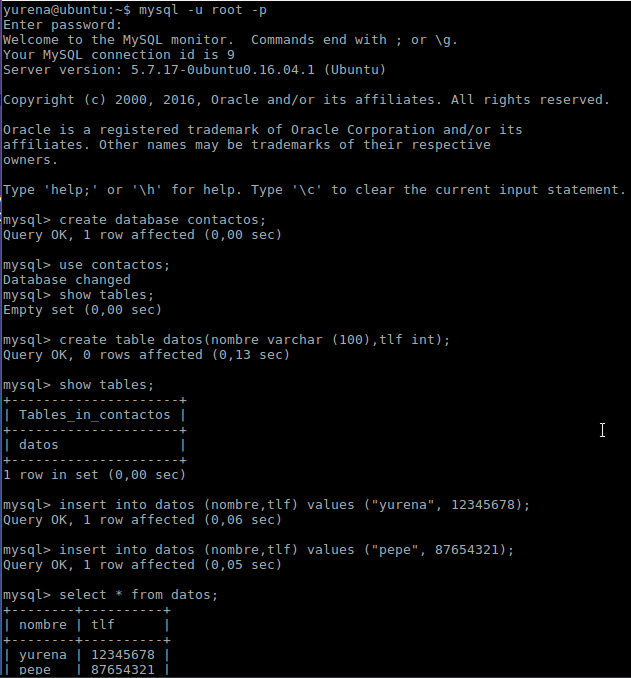 yurena@ubuntu:~$ mysql -u root -p
Enter password:
Welcome to the MySQL monitor.  Commands end with ; or \g.
Your MySQL connection id is 9
Server version: 5.7.17-0ubuntu0.16.04.1 (Ubuntu)
Copyright (c) 2000, 2016, Oracle and/or its affiliates. All rights reserved.
Oracle is a registered trademark of Oracle Corporation and/or its
affiliates. Other names may be trademarks of their respective
owners.
Type 'help;' or '\h' for help. Type '\c' to clear the current input statement.
mysql> create database contactos;
Query OK, 1 row affected (0,00 sec)
mysql> use contactos;
Database changed
mysql> show tables;
Empty set (0,00 sec)
mysql> create table datos(nombre varchar (100),tlf int);
Query OK, 0 rows affected (0,13 sec)
mysql> show tables;
+---------------------+
| Tables_in_contactos |
+---------------------+
| datos               |
+---------------------+
1 row in set (0,00 sec)
mysql> insert into datos (nombre,tlf) values ("yurena", 12345678);
Query OK, 1 row affected (0,06 sec)
mysql> insert into datos (nombre,tlf) values ("pepe", 87654321);
Query OK, 1 row affected (0,05 sec)
mysql> select * from datos;
+--------+----------+
| nombre | tlf      |
+--------+----------+
| yurena | 12345678 |
| pepe   | 87654321 |